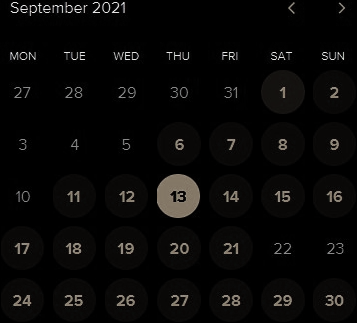 September 2021 < >
MON TUE WED THU FRI SAT SUN
27 28 29 30 31 1 2
3 4 5 6 7 8 9
10 11 12 13 14 15 16
17 18 19 20 21 22 23
24 25 26 27 28 29 30